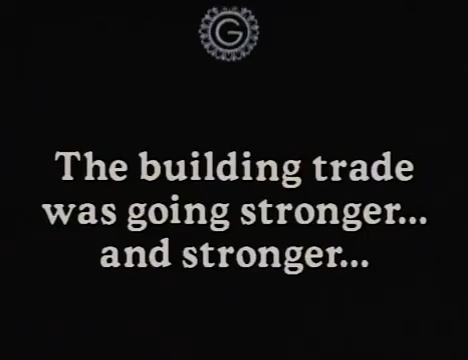 G
The building trade
was going stronger...
and stronger...